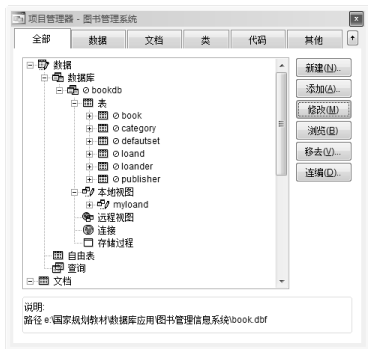 项目管理器 - 图书管理系统
全部 数据 文档 类 代码 其他
数据
数据库
bookdb
表
book
category
defautset
loand
loander
publisher
本地视图
myloand
远程视图
连接
存储过程
自由表
查询
文档
新建(N)..
添加(A)..
修改(M)
浏览(B)
移去(V)...
连编(D)..
说明:
路径 e:\国家规划教材\数据库应用\图书管理信息系统\book.dbf